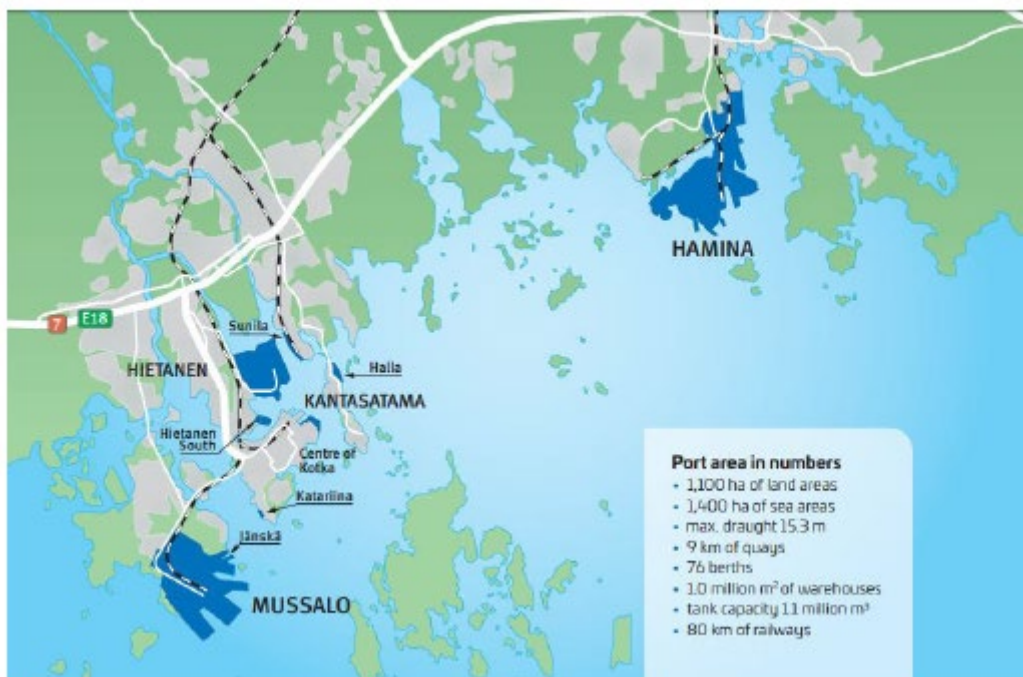 HAMINA
7
E18
Sunila
HIETANEN
Halla
KANTASATAMA
Hietanen
South
Centre of
Kotka
Katariina
Jänskä
MUSSALO
Port area in numbers
• 1,100 ha of land areas
• 1,400 ha of sea areas
• max. draught 15.3 m
• 9 km of quays
• 76 berths
• 1.0 million m² of warehouses
• tank capacity 1.1 million m³
• 80 km of railways